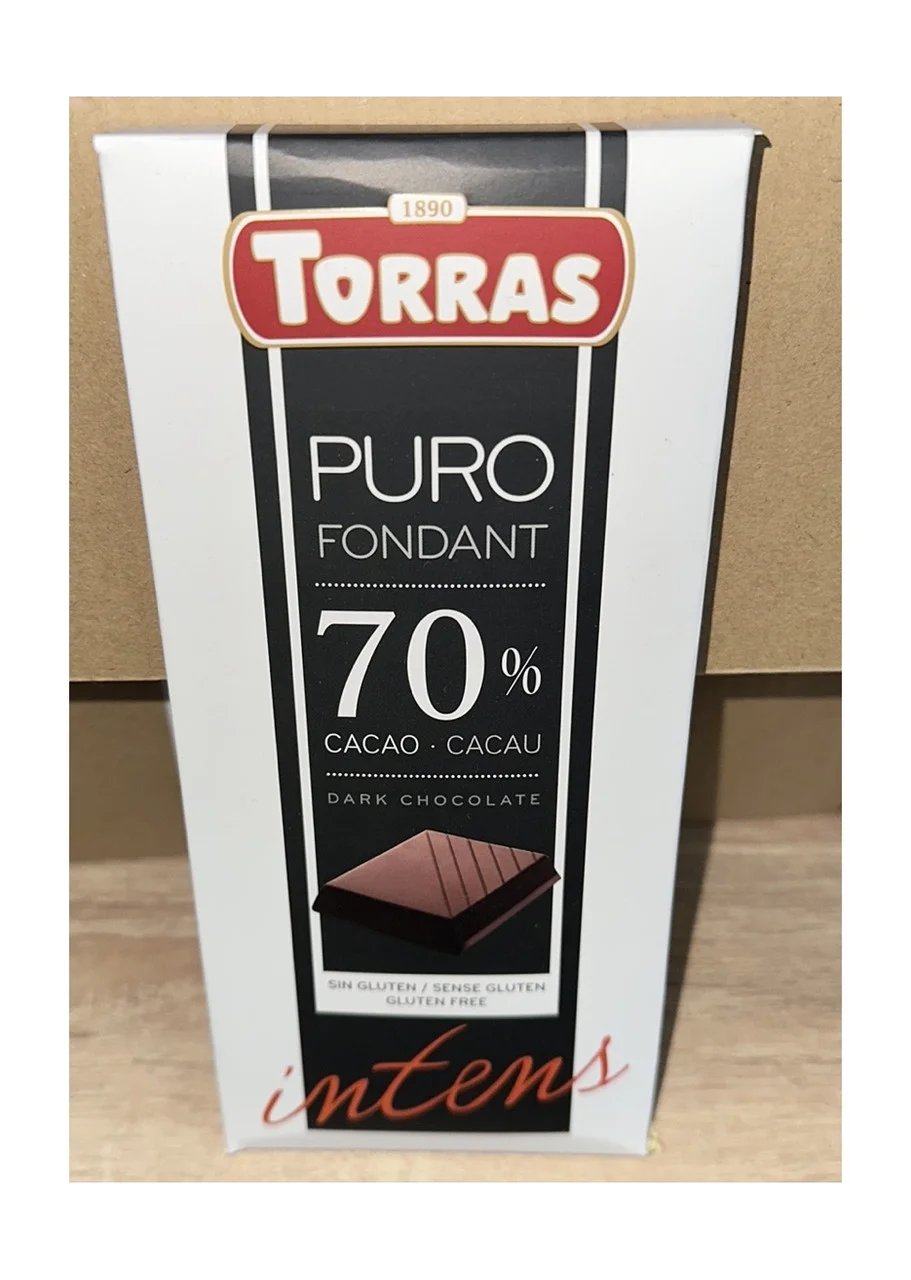 1890
TORRAS
PURO
FONDANT
70%
CACAO · CACAU
DARK CHOCOLATE
SIN GLUTEN / SENSE GLUTEN
GLUTEN FREE
intens